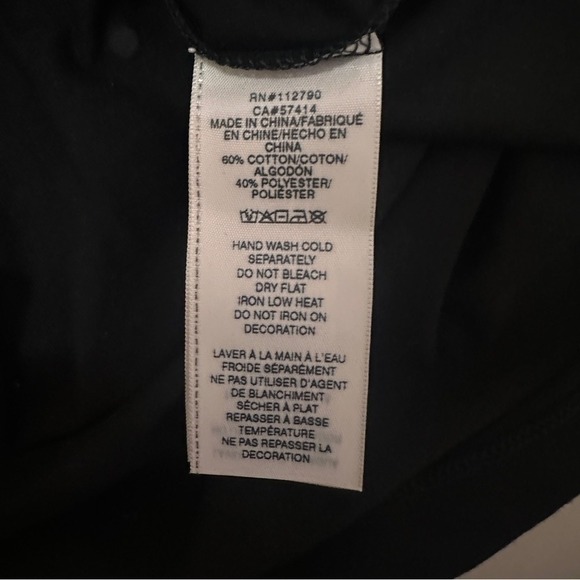 RN#112790
CA#57414
MADE IN CHINA/FABRIQUÉ
EN CHINE/HECHO EN
CHINA
60% COTTON/COTON/
ALGODÓN
40% POLYESTER/
POLIÉSTER
HAND WASH COLD
SEPARATELY
DO NOT BLEACH
DRY FLAT
IRON LOW HEAT
DO NOT IRON ON
DECORATION
LAVER À LA MAIN À L'EAU
FROIDE SÉPARÉMENT
NE PAS UTILISER D'AGENT
DE BLANCHIMENT
SÉCHER À PLAT
REPASSER À BASSE
TEMPÉRATURE
NE PAS REPASSER LA
DECORATION